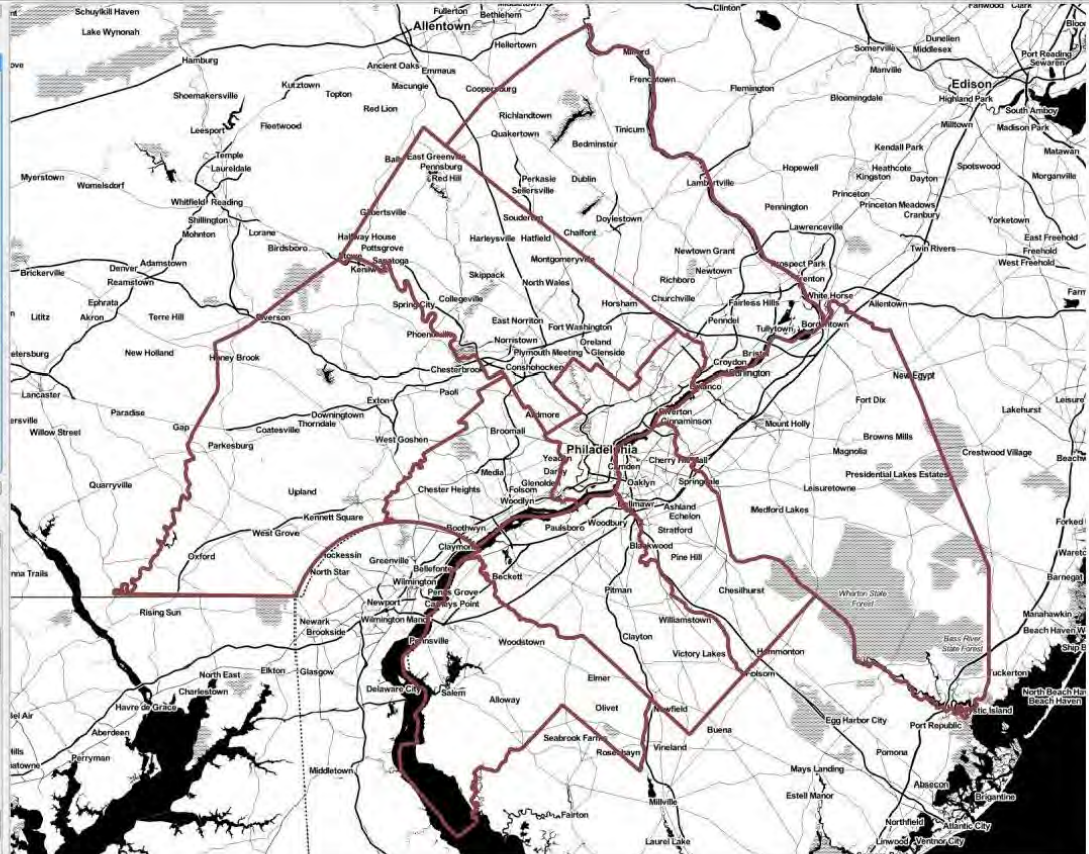 Schuylkill Haven
Fullerton
Bethlehem
Clinton
Fanwood
Clark
Lake Wynonah
Allentown
Hellertown
Dunellen
Somerville
Middlesex
Port Reading
Sewaren
Hamburg
Ancient Oaks
Emmaus
Milford
Manville
Shoemakersville
Kutztown
Topton
Macungie
Coopersburg
Frenchtown
Flemington
Edison
Bloomingdale
Highland Park
South Amboy
Red Lion
Richlandtown
Leesport
Fleetwood
Quakertown
Tinicum
Milltown
Madison Park
Bedminster
Kendall Park
Matawan
Temple
Laureldale
East Greenville
Pennsburg
Red Hill
Hopewell
Heathcote
Kingston
Dayton
Spotswood
Morganville
Myerstown
Womelsdorf
Perkasie
Dublin
Sellersville
Lambertville
Princeton
Princeton Meadows
Cranbury
Whitfield
Reading
Shillington
Mohnton
Lorane
Gilbertsville
Souderton
Doylestown
Pennington
Yorketown
Chalfont
Lawrenceville
Birdsboro
Halfway House
Pottsgrove
Stowe
Sanatoga
Kenilworth
Harleysville
Hatfield
Montgomeryville
Newtown Grant
Twin Rivers
East Freehold
Freehold
West Freehold
Brickerville
Denver
Adamstown
Reamstown
Skippack
North Wales
Richboro
Newtown
Prospect Park
Trenton
Ephrata
Lititz
Akron
Terre Hill
Elverson
Spring City
Collegeville
Horsham
Churchville
Fairless Hills
White Horse
Allentown
Phoenixville
East Norriton
Norristown
Fort Washington
Oreland
Penndel
Tullytown
Bordentown
New Holland
Honey Brook
Plymouth Meeting
Glenside
Bristol
Croydon
Chesterbrook
Conshohocken
Burlington
New Egypt
Lancaster
Paoli
Exton
Delanco
Fort Dix
Lakehurst
Leisure
Paradise
Downingtown
Thorndale
Coatesville
Ardmore
Riverton
Cinnaminson
Mount Holly
Willow Street
Gap
Parkesburg
West Goshen
Broomall
Philadelphia
Browns Mills
Magnolia
Crestwood Village
Media
Yeadon
Darby
Camden
Cherry Hill Mall
Presidential Lakes Estates
Quarryville
Upland
Chester Heights
Glenolden
Folsom
Woodlyn
Oaklyn
Springdale
Leisuretowne
Kennett Square
West Grove
Boothwyn
Paulsboro
Woodbury
Bellmawr
Ashland
Echelon
Stratford
Medford Lakes
Forked
Oxford
Hockessin
North Star
Greenville
Claymont
Bellefonte
Wilmington
Blackwood
Pine Hill
Beckett
Barnegat
Rising Sun
Newport
Penns Grove
Carneys Point
Pitman
Chesilhurst
Wharton State
Forest
Manahawkin
Newark
Brookside
Wilmington Manor
Pennsville
Woodstown
Williamstown
Clayton
Victory Lakes
Hammonton
Bass River
State Forest
Beach Haven W
Ship B
North East
Elkton
Glasgow
Charlestown
Havre de Grace
Delaware City
Salem
Elmer
Folsom
Tuckerton
North Beach Ha
Beach Haven
Alloway
Olivet
Newfield
Mystic Island
Port Republic
Egg Harbor City
Aberdeen
Seabrook Farms
Rosenhayn
Vineland
Buena
Perryman
Middletown
Pomona
Mays Landing
Absecon
Estell Manor
Brigantine
Millville
Fairton
Northfield
Atlantic City
Laurel Lake
Linwood
Ventnor City